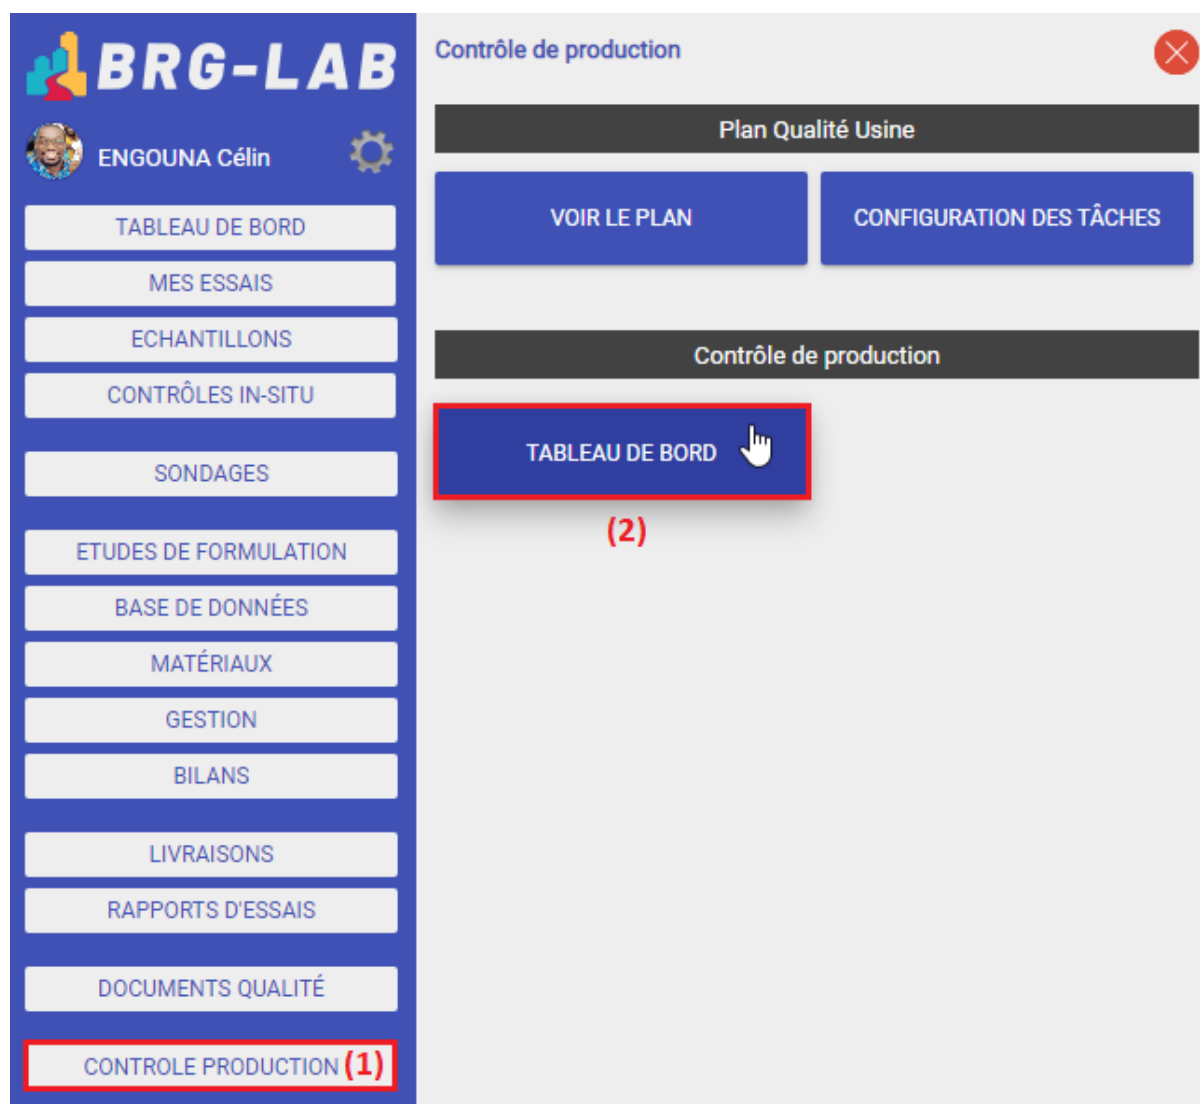 BRG-LAB
ENGOUNA Célin
TABLEAU DE BORD
MES ESSAIS
ECHANTILLONS
CONTRÔLES IN-SITU
SONDAGES
ETUDES DE FORMULATION
BASE DE DONNÉES
MATÉRIAUX
GESTION
BILANS
LIVRAISONS
RAPPORTS D'ESSAIS
DOCUMENTS QUALITÉ
CONTROLE PRODUCTION (1)
Contrôle de production
Plan Qualité Usine
VOIR LE PLAN
CONFIGURATION DES TÂCHES
Contrôle de production
TABLEAU DE BORD
(2)